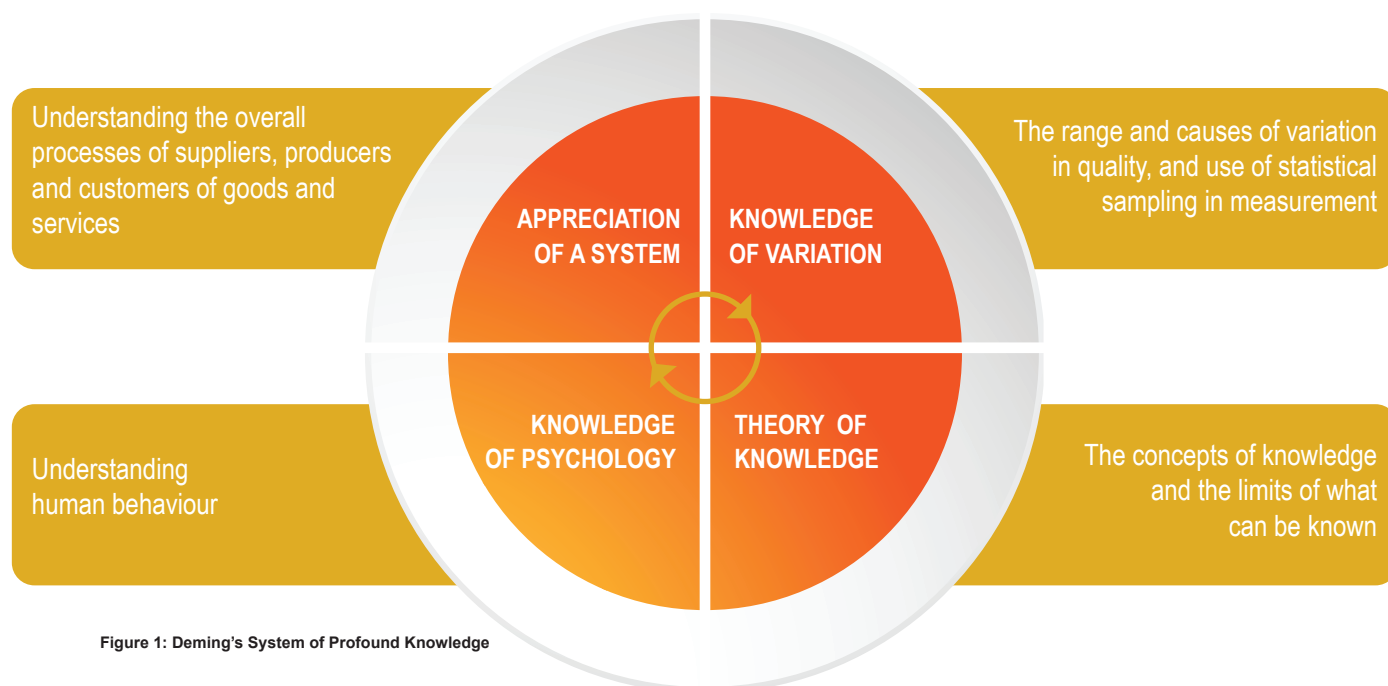 Understanding the overall
processes of suppliers, producers
and customers of goods and
services
APPRECIATION
OF A SYSTEM
KNOWLEDGE
OF VARIATION
The range and causes of variation
in quality, and use of statistical
sampling in measurement
Understanding
human behaviour
KNOWLEDGE
OF PSYCHOLOGY
THEORY OF
KNOWLEDGE
The concepts of knowledge
and the limits of what
can be known
Figure 1: Deming’s System of Profound Knowledge